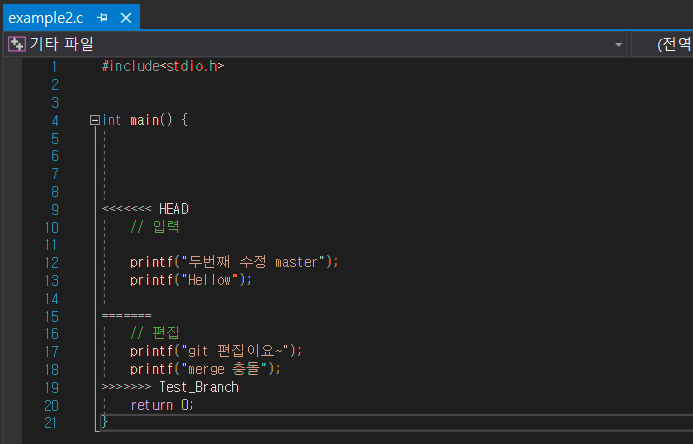 example2.c
기타 파일 (전역
1 #include<stdio.h>
2
3
4 int main() {
5
6
7
8
9 <<<<<<< HEAD
10 // 입력
11
12 printf("두번째 수정 master");
13 printf("Hellow");
14
15 =======
16 // 편집
17 printf("git 편집이요~");
18 printf("merge 충돌");
19 >>>>>>> Test_Branch
20 return 0;
21 }